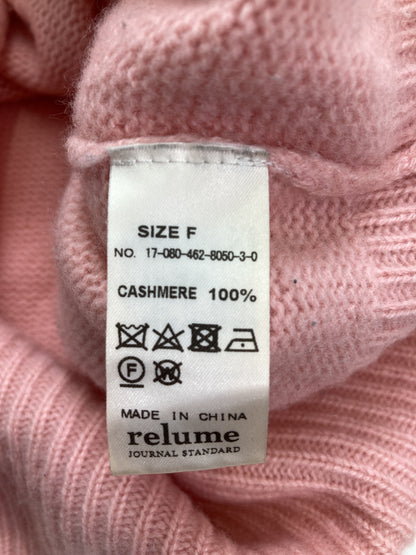 SIZE F
NO. 17-080-462-8050-3-0
CASHMERE 100%
F W
MADE IN CHINA
relume
JOURNAL STANDARD